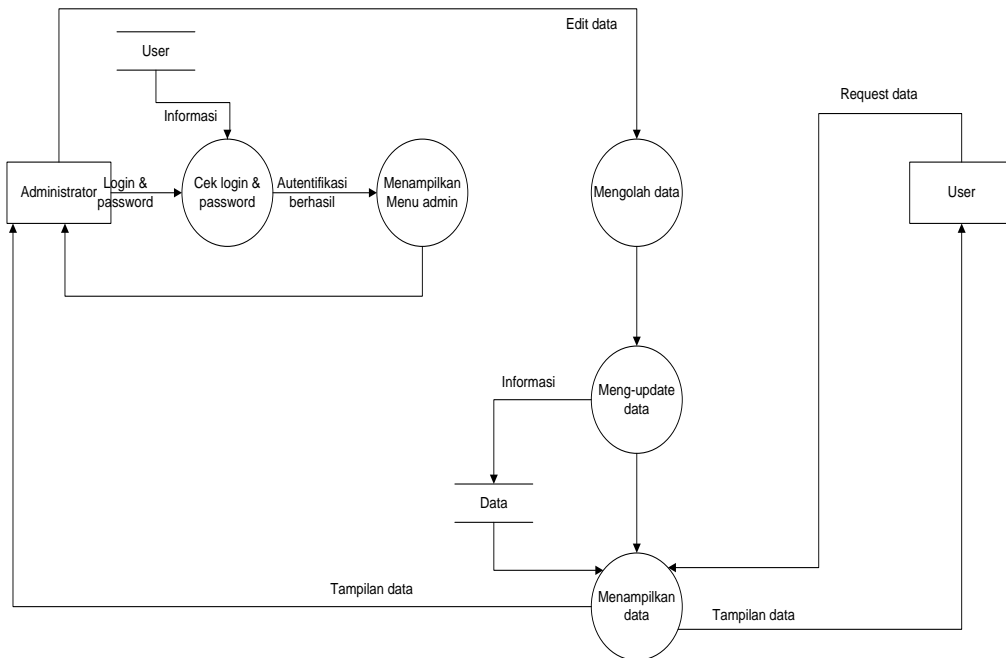 Edit data
User
Informasi
Request data
Administrator
Login &
password
Cek login &
password
Autentifikasi
berhasil
Menampilkan
Menu admin
Mengolah data
User
Informasi
Meng-update
data
Data
Tampilan data
Menampilkan
data
Tampilan data